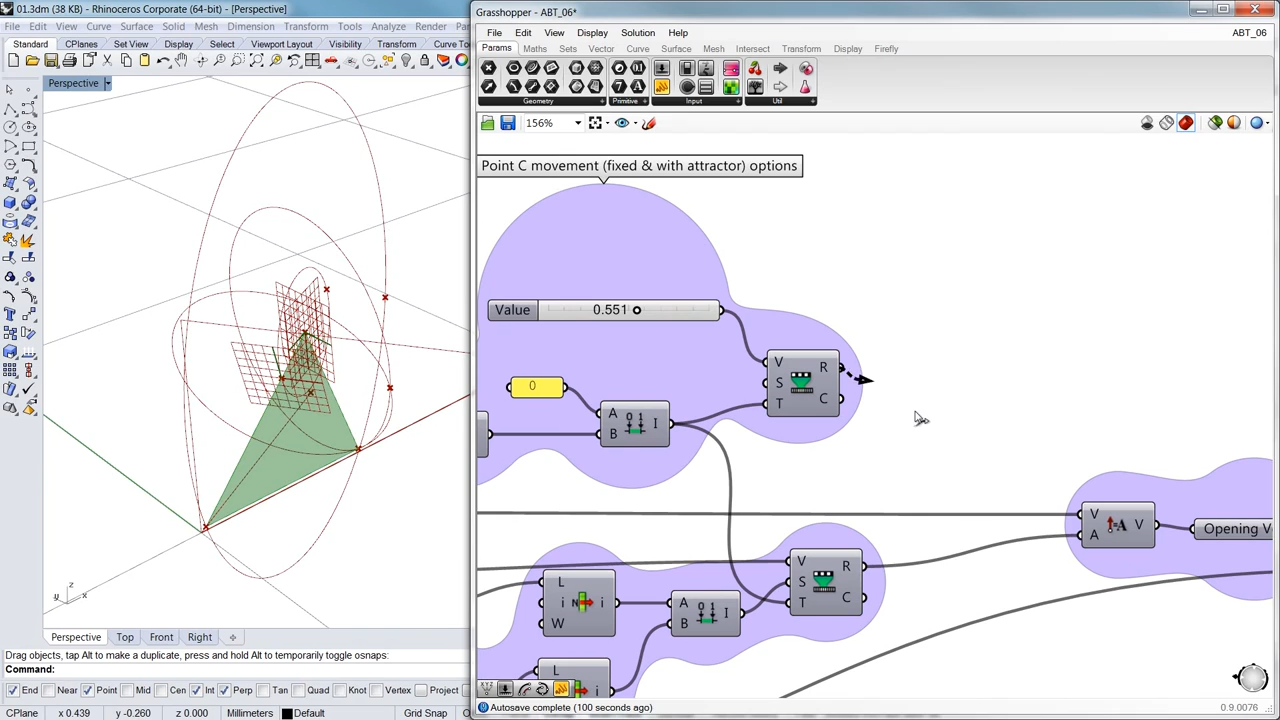 01.3dm (38 KB) - Rhinoceros Corporate (64-bit) - [Perspective]
File Edit View Curve Surface Solid Mesh Dimension Transform Tools Analyze Render
Standard CPlanes Set View Display Select Viewport Layout Visibility Transform Curve To
Perspective
z
y
x
Perspective Top Front Right
Drag objects, tap Alt to make a duplicate, press and hold Alt to temporarily toggle osnaps:
Command:
End Near Point Mid Cen Int Perp Tan Quad Knot Vertex Project
CPlane x 0.439 y -0.260 z 0.000 Millimeters Default Grid Snap
Grasshopper - ABT_06*
File Edit View Display Solution Help ABT_06
Params Maths Sets Vector Curve Surface Mesh Intersect Transform Display Firefly
Geometry Primitive Input Util
156%
Point C movement (fixed & with attractor) options
Value 0.551
V
S
T
R
C
0
A
B
0 1
I
V
A
=A
V
Opening V
L
i
W
N
i
A
B
0 1
I
V
S
T
R
C
L
i
Autosave complete (100 seconds ago)
0.9.0076